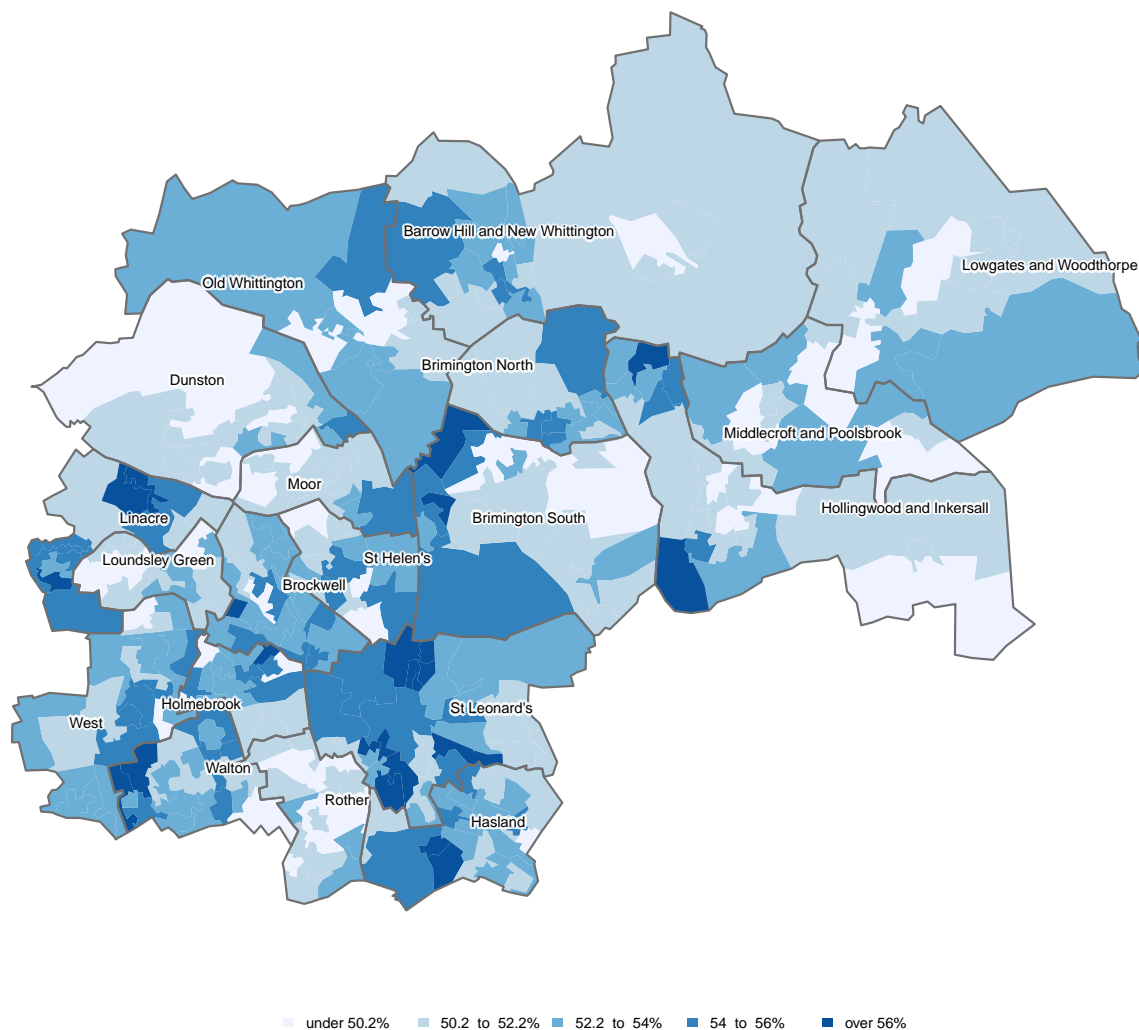 Barrow Hill and New Whittington
Lowgates and Woodthorpe
Old Whittington
Brimington North
Dunston
Middlecroft and Poolsbrook
Moor
Hollingwood and Inkersall
Linacre
Brimington South
Loundsley Green
St Helen's
Brockwell
Holmebrook
St Leonard's
West
Walton
Rother
Hasland
under 50.2%
50.2 to 52.2%
52.2 to 54%
54 to 56%
over 56%